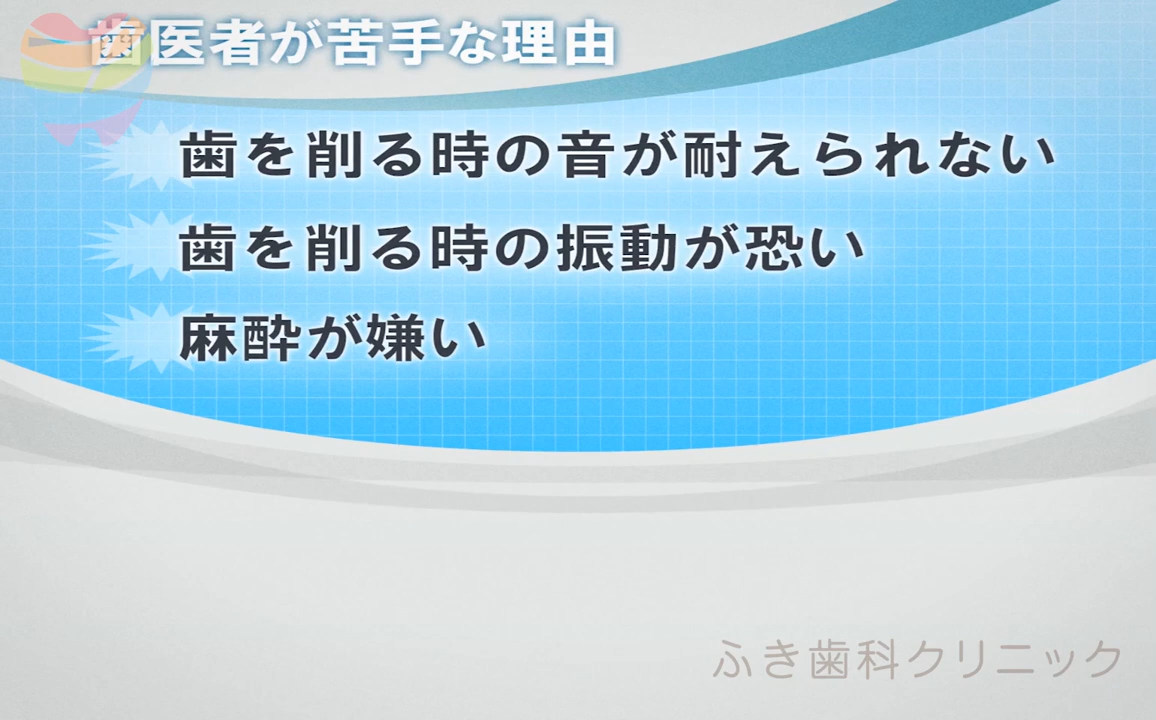 歯医者が苦手な理由
歯を削る時の音が耐えられない
歯を削る時の振動が恐い
麻酔が嫌い
ふき歯科クリニック